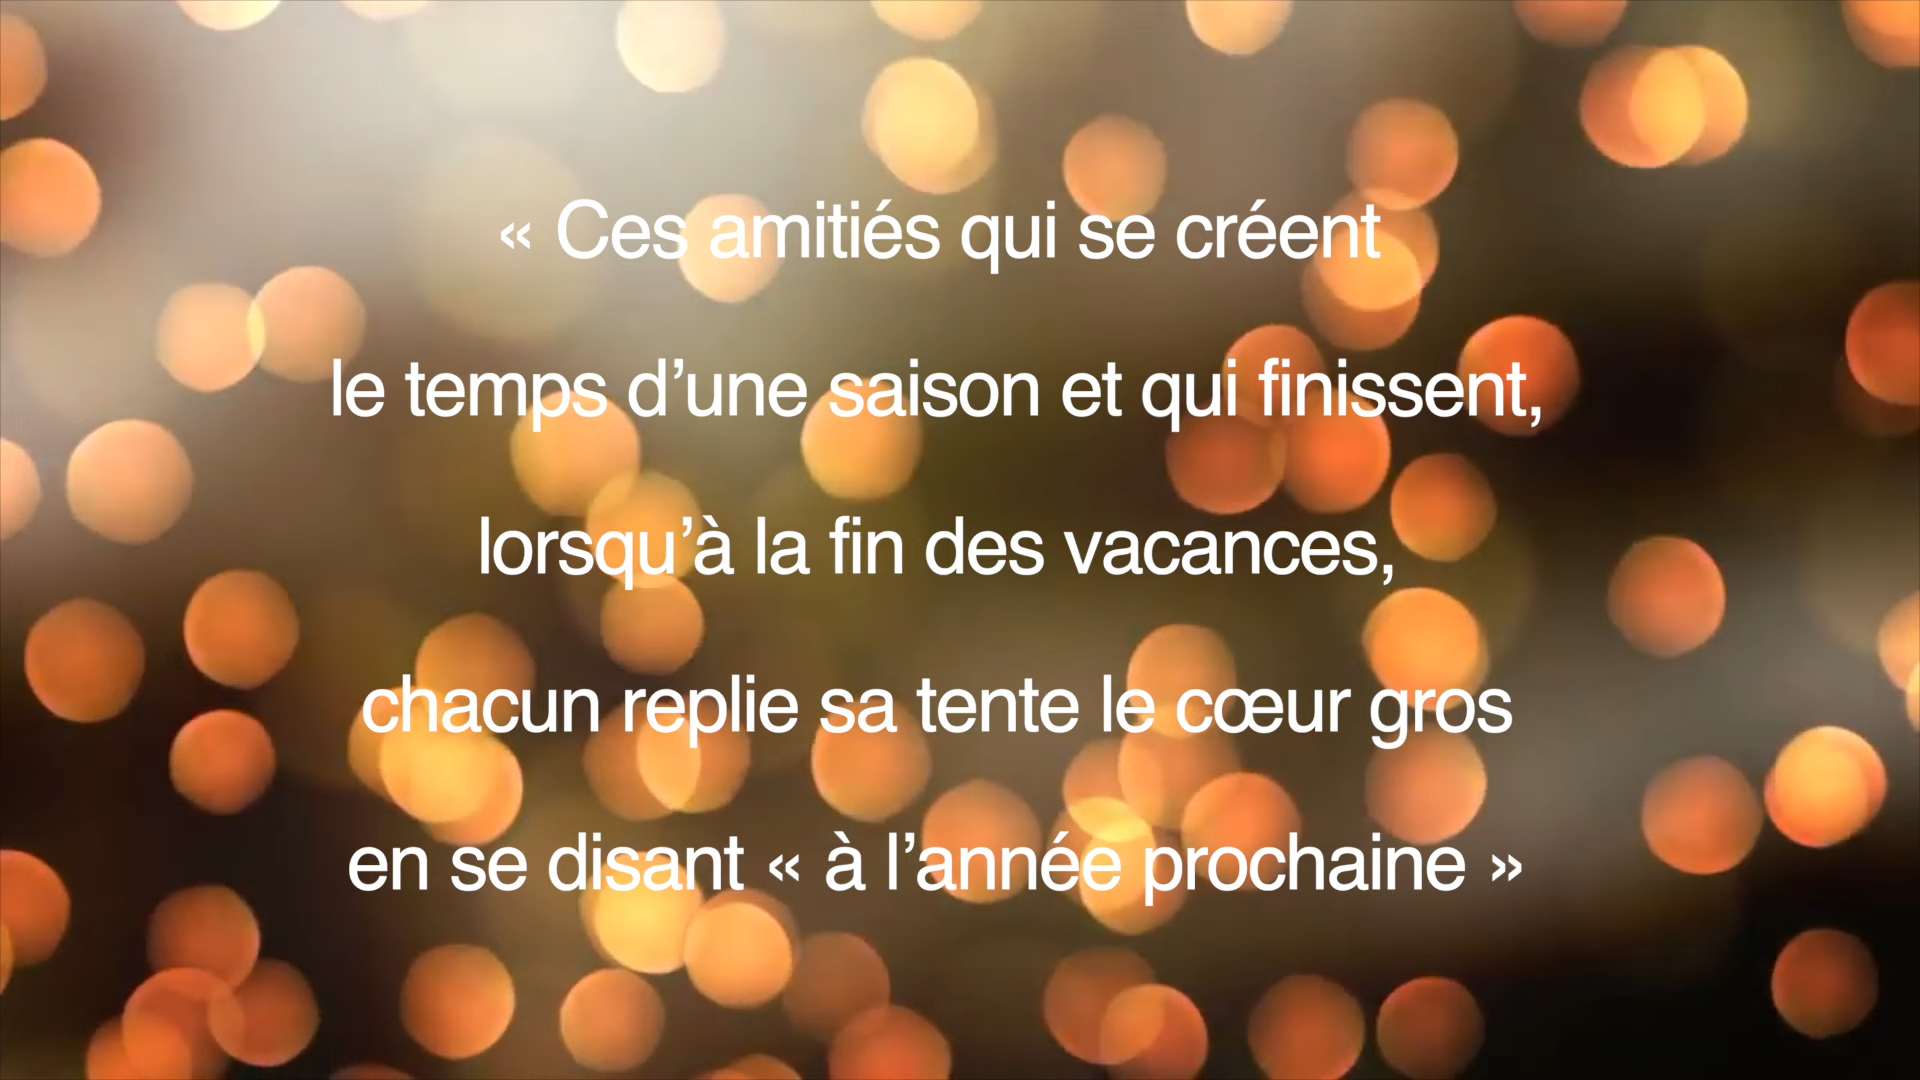 « Ces amitiés qui se créent
le temps d’une saison et qui finissent,
lorsqu’à la fin des vacances,
chacun replie sa tente le cœur gros
en se disant « à l’année prochaine »